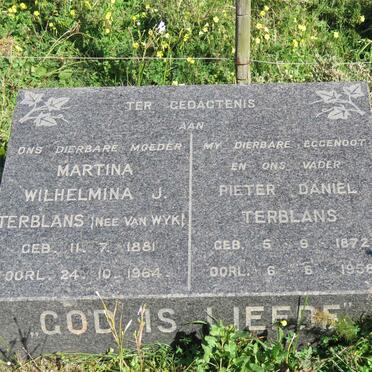 TER GEDAGTENIS
AAN
ONS DIERBARE MOEDER
MARTINA
WILHELMINA J.
TERBLANS (NEE VAN WYK)
GEB. 11. 7. 1881
OORL. 24. 10. 1964.
MY DIERBARE EGGENOOT
EN ONS VADER
PIETER DANIEL
TERBLANS
GEB. 5 6 1872
OORL. 6 6 1958
„GOD IS LIEFDE"